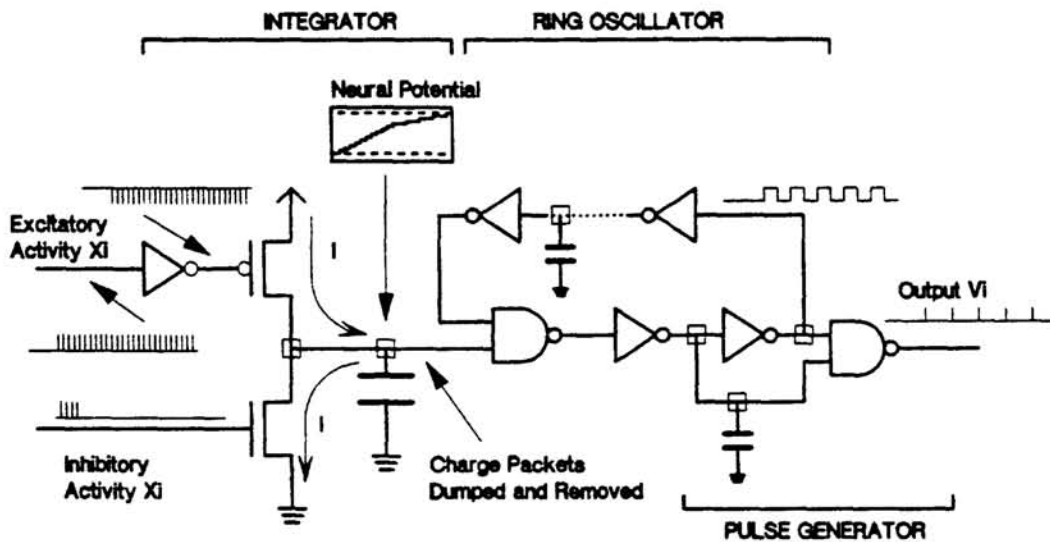 INTEGRATOR
RING OSCILLATOR
Neural Potential
Excitatory
Activity Xi
I
Output Vi
I
Inhibitory
Activity Xi
Charge Packets
Dumped and Removed
PULSE GENERATOR